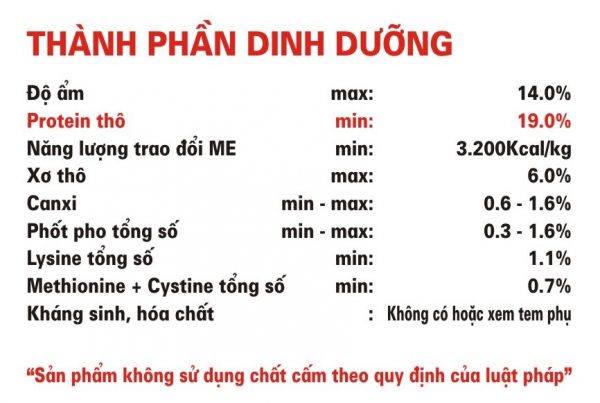 THÀNH PHẦN DINH DƯỠNG
Độ ẩm max: 14.0%
Protein thô min: 19.0%
Năng lượng trao đổi ME min: 3.200Kcal/kg
Xơ thô max: 6.0%
Canxi min - max: 0.6 - 1.6%
Phốt pho tổng số min - max: 0.3 - 1.6%
Lysine tổng số min: 1.1%
Methionine + Cystine tổng số min: 0.7%
Kháng sinh, hóa chất : Không có hoặc xem tem phụ
“Sản phẩm không sử dụng chất cấm theo quy định của luật pháp”